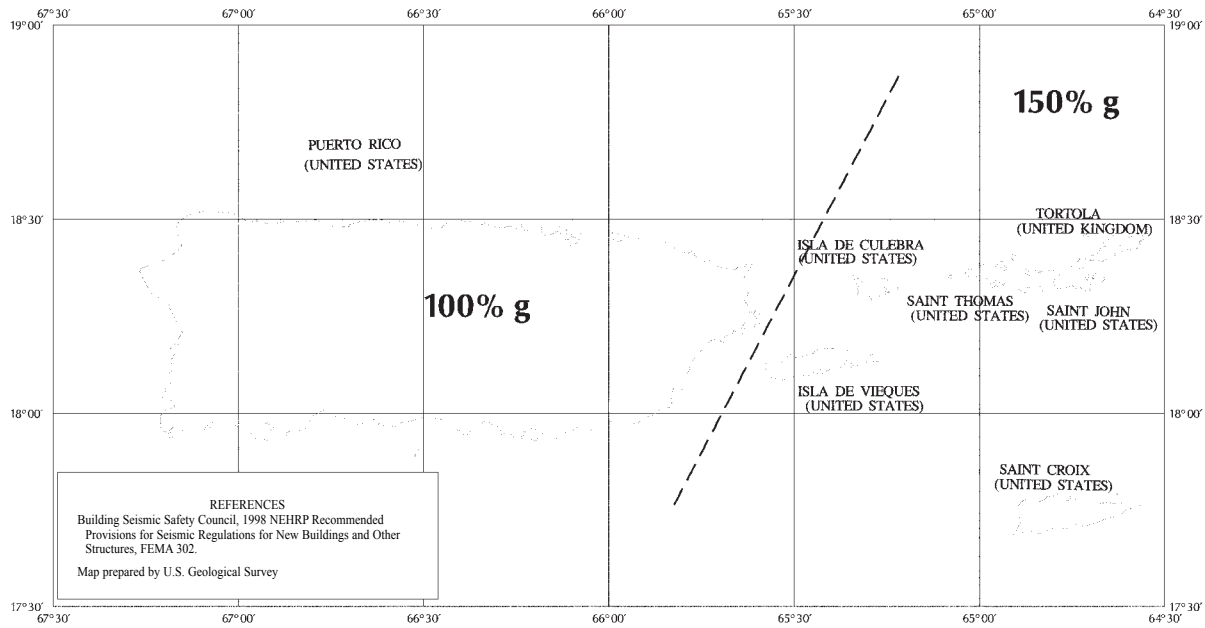 67°30′ 67°00′ 66°30′ 66°00′ 65°30′ 65°00′ 64°30′
19°00′ 19°00′
150% g
PUERTO RICO
(UNITED STATES)
18°30′ 18°30′
TORTOLA
(UNITED KINGDOM)
ISLA DE CULEBRA
(UNITED STATES)
100% g
SAINT THOMAS
(UNITED STATES)
SAINT JOHN
(UNITED STATES)
ISLA DE VIEQUES
(UNITED STATES)
18°00′ 18°00′
SAINT CROIX
(UNITED STATES)
REFERENCES
Building Seismic Safety Council, 1998 NEHRP Recommended
Provisions for Seismic Regulations for New Buildings and Other
Structures, FEMA 302.
Map prepared by U.S. Geological Survey
17°30′ 17°30′
67°30′ 67°00′ 66°30′ 66°00′ 65°30′ 65°00′ 64°30′